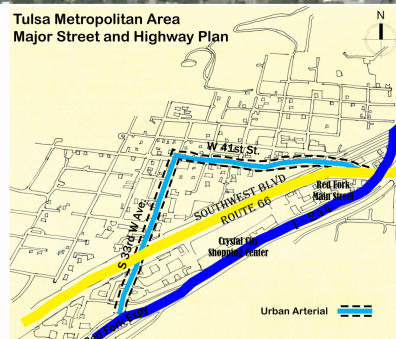 Tulsa Metropolitan Area
Major Street and Highway Plan
N
W 41st St.
S 33rd W Ave.
SOUTHWEST BLVD
ROUTE 66
Red Fork
Main Street
Crystal City
Shopping Center
Urban Arterial